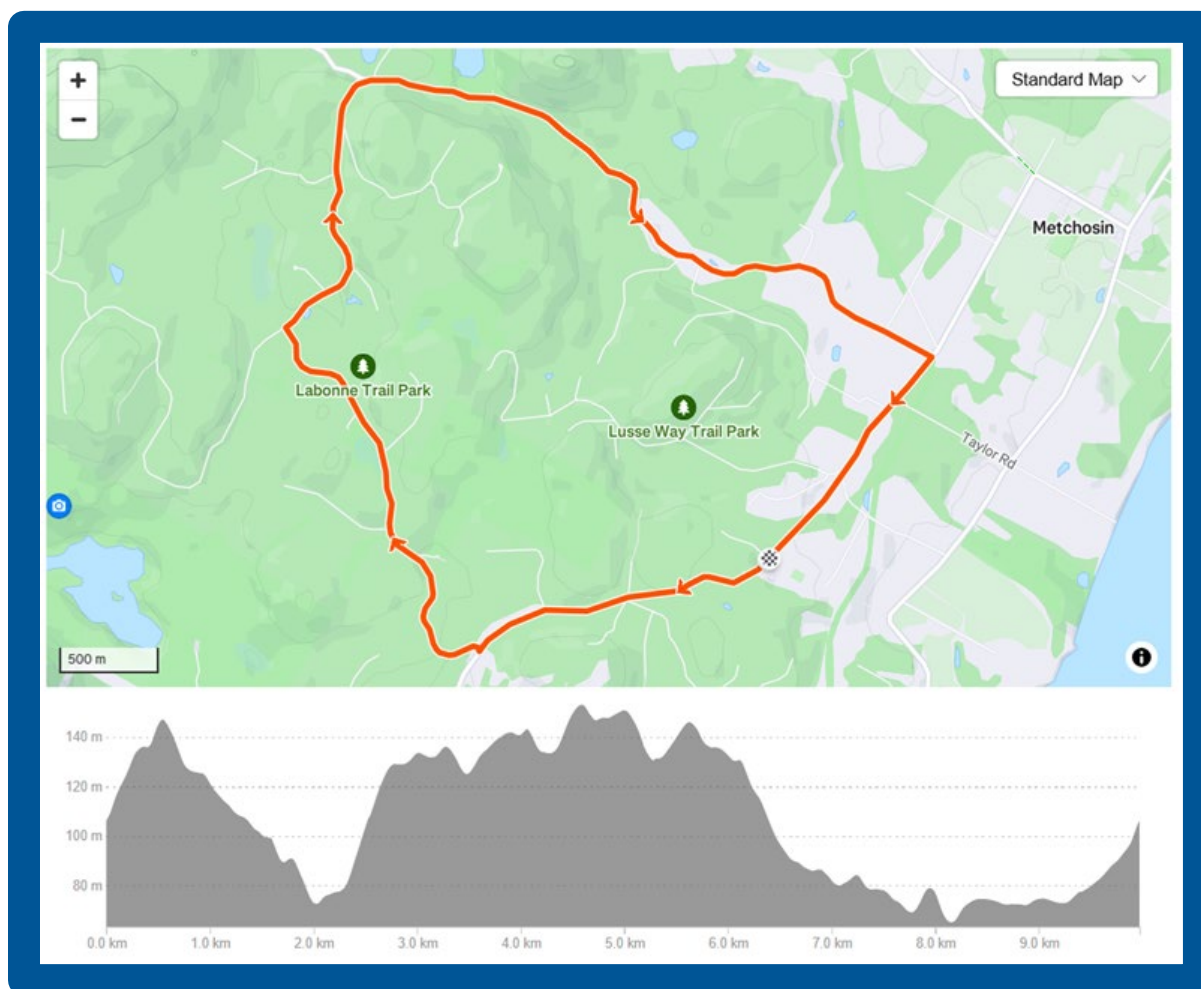 +
Standard Map
−
Metchosin
Labonne Trail Park
Lusse Way Trail Park
Taylor Rd
500 m
140 m
120 m
100 m
80 m
0.0 km 1.0 km 2.0 km 3.0 km 4.0 km 5.0 km 6.0 km 7.0 km 8.0 km 9.0 km